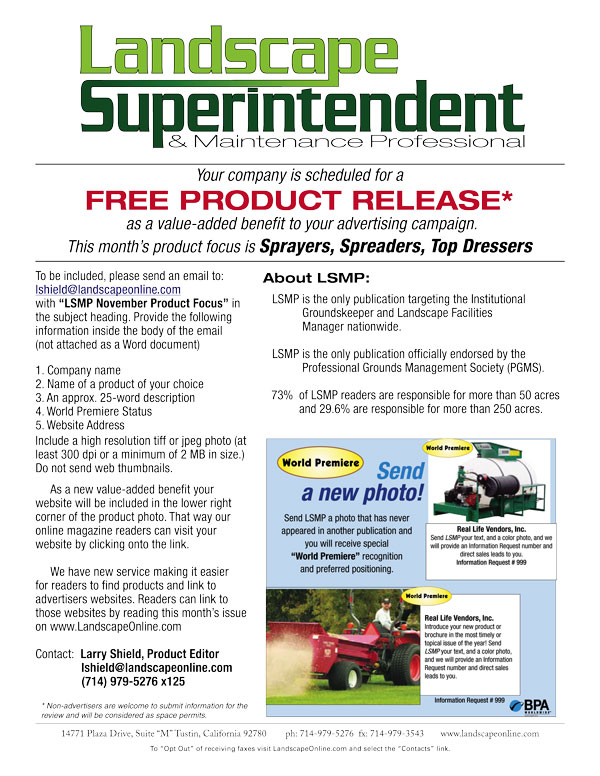 Landscape
Superintendent
& Maintenance Professional
Your company is scheduled for a
FREE PRODUCT RELEASE*
as a value-added benefit to your advertising campaign.
This month's product focus is Sprayers, Spreaders, Top Dressers
To be included, please send an email to:
lshield@landscapeonline.com
with “LSMP November Product Focus” in
the subject heading. Provide the following
information inside the body of the email
(not attached as a Word document)
1. Company name
2. Name of a product of your choice
3. An approx. 25-word description
4. World Premiere Status
5. Website Address
Include a high resolution tiff or jpeg photo (at
least 300 dpi or a minimum of 2 MB in size.)
Do not send web thumbnails.
As a new value-added benefit your
website will be included in the lower right
corner of the product photo. That way our
online magazine readers can visit your
website by clicking onto the link.
We have new service making it easier
for readers to find products and link to
advertisers websites. Readers can link to
those websites by reading this month's issue
on www.LandscapeOnline.com
Contact: Larry Shield, Product Editor
lshield@landscapeonline.com
(714) 979-5276 x125
* Non-advertisers are welcome to submit information for the
review and will be considered as space permits.
About LSMP:
LSMP is the only publication targeting the Institutional
Groundskeeper and Landscape Facilities
Manager nationwide.
LSMP is the only publication officially endorsed by the
Professional Grounds Management Society (PGMS).
73% of LSMP readers are responsible for more than 50 acres
and 29.6% are responsible for more than 250 acres.
World Premiere
Send
a new photo!
Send LSMP a photo that has never
appeared in another publication and
you will receive special
“World Premiere” recognition
and preferred positioning.
World Premiere
Real Life Vendors, Inc.
Send LSMP your text, and a color photo, and we
will provide an Information Request number and
direct sales leads to you.
Information Request # 999
World Premiere
Real Life Vendors, Inc.
Introduce your new product or
brochure in the most timely or
topical issue of the year! Send
LSMP your text, and a color photo,
and we will provide an Information
Request number and direct sales
leads to you.
Information Request # 999
BPA
WORLDWIDE
14771 Plaza Drive, Suite “M” Tustin, California 92780 ph: 714-979-5276 fx: 714-979-3543 www.landscapeonline.com
To “Opt Out” of receiving faxes visit LandscapeOnline.com and select the “Contacts” link.